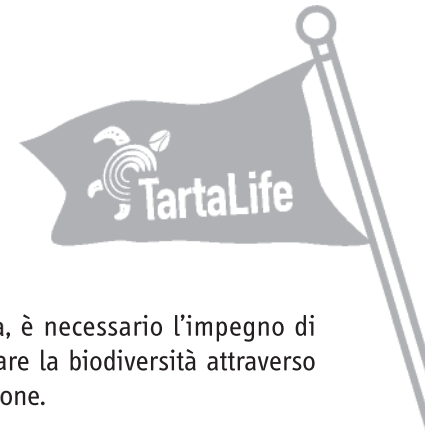 TartaLife
a, è necessario l'impegno di
are la biodiversità attraverso
one.